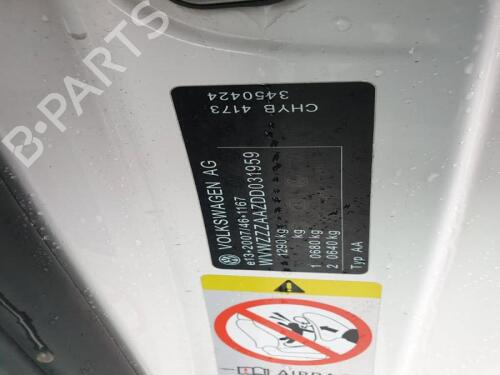 B-PARTS
VOLKSWAGEN AG
e13*2007/46*1167
WVWZZZAAZDD031959
1290 kg
kg
1 0680 kg
2 0640 kg
Typ AA
CHYB 4173
3450424
AIRBAG